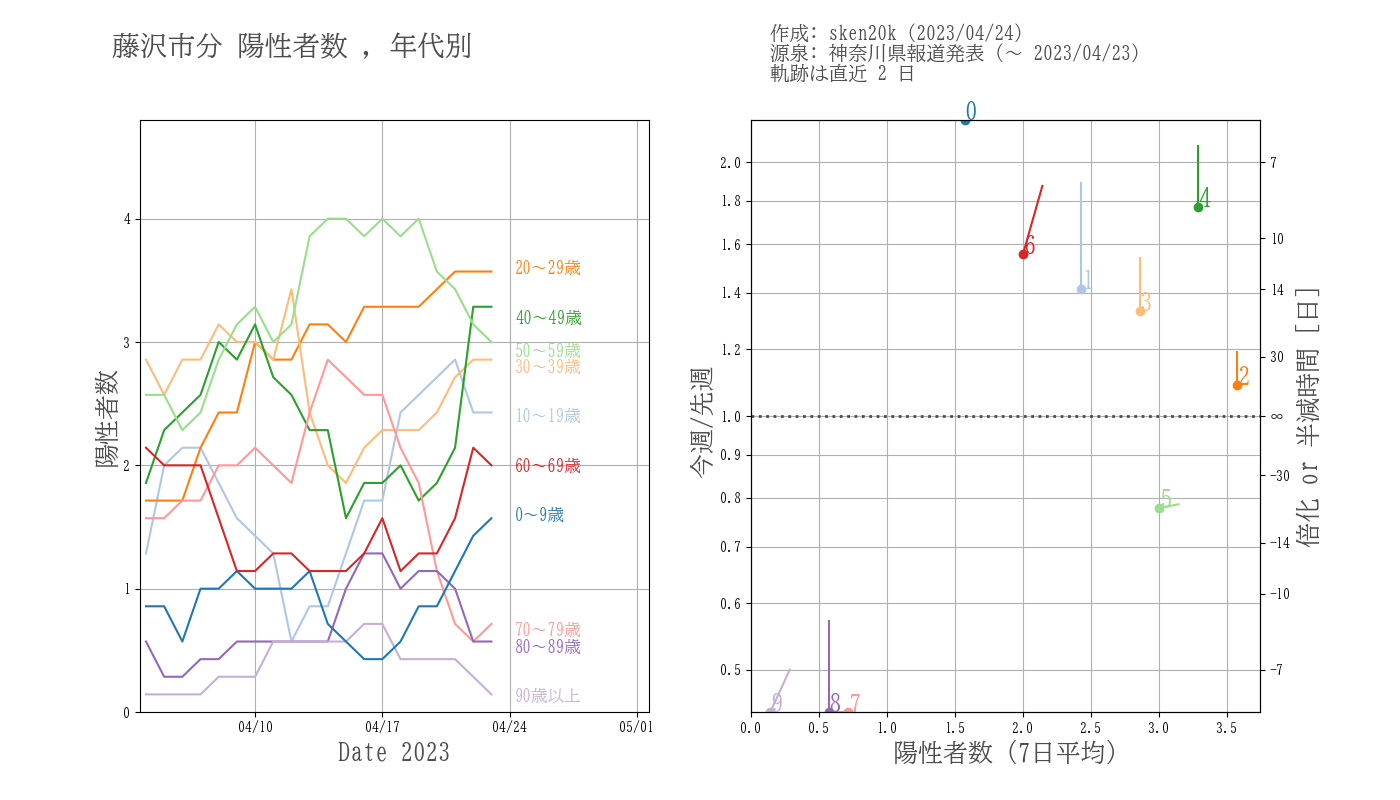 藤沢市分 陽性者数 , 年代別
作成: sken20k (2023/04/24)
源泉: 神奈川県報道発表 (～ 2023/04/23)
軌跡は直近 2 日
陽性者数
4
3
2
1
0
20～29歳
40～49歳
50～59歳
30～39歳
10～19歳
60～69歳
0～9歳
70～79歳
80～89歳
90歳以上
04/10
04/17
04/24
05/01
Date 2023
今週/先週
2.0
1.8
1.6
1.4
1.2
1.0
0.9
0.8
0.7
0.6
0.5
0
4
6
1
3
2
5
9
8
7
0.0
0.5
1.0
1.5
2.0
2.5
3.0
3.5
陽性者数 (7日平均)
7
10
14
30
∞
-30
-14
-10
-7
倍化 or 半減時間 [日]